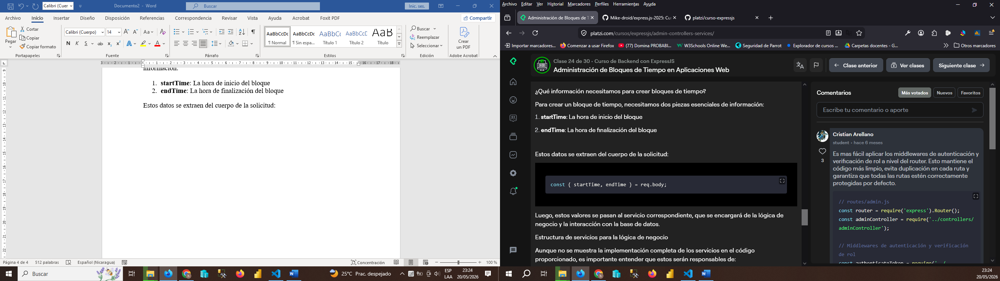 Calibri (Cuer
Documento2 - Word
Buscar
Inic. ses.
Archivo
Inicio
Insertar
Diseño
Disposición
Referencias
Correspondencia
Revisar
Vista
Ayuda
Acrobat
Foxit PDF
Compartir
Pegar
Cortar
Copiar
Copiar formato
Portapapeles
Calibri (Cuerpo)
14
Fuente
Párrafo
AaBbCcDc
¶ Normal
AaBbCcDc
¶ Sin espa...
AaBbCc
Título 1
AaBbCcD
Título 2
AaB
Título
Estilos
Buscar
Reemplazar
Seleccionar
Edición
Crear
un PDF
Adobe Acrobat
información:
1. startTime: La hora de inicio del bloque
2. endTime: La hora de finalización del bloque
Estos datos se extraen del cuerpo de la solicitud:
Página 4 de 4
512 palabras
Español (Nicaragua)
Concentración
100 %
Buscar
25°C Prac. despejado
ESP
LAA
23:24
20/05/2026
Archivo Editar Ver Historial Marcadores Perfiles Herramientas Ayuda
Administración de Bloques de T
Mike-droid/express.js-2025: Cur
platzi/curso-expressjs
platzi.com/cursos/expressjs/admin-controllers-services/
Importar marcadores...
Comenzar a usar Firefox
(77) Domina PROBABI...
W3Schools Online We...
Seguridad de Parrot
Explorador de cursos ...
Carpetas docentes - G...
Otros marcadores
Clase 24 de 30 • Curso de Backend con ExpressJS
Administración de Bloques de Tiempo en Aplicaciones Web
Clase anterior
Ver clases
Siguiente clase
¿Qué información necesitamos para crear bloques de tiempo?
Para crear un bloque de tiempo, necesitamos dos piezas esenciales de información:
1. startTime: La hora de inicio del bloque
2. endTime: La hora de finalización del bloque
Estos datos se extraen del cuerpo de la solicitud:
const { startTime, endTime } = req.body;
Luego, estos valores se pasan al servicio correspondiente, que se encargará de la lógica de
negocio y la interacción con la base de datos.
Estructura de servicios para la lógica de negocio
Aunque no se muestra la implementación completa de los servicios en el código
proporcionado, es importante entender que estos serán responsables de:
Comentarios
Más votados
Nuevos
Favoritos
Escribe tu comentario o aporte
Cristian Arellano
student • hace 6 meses
3
Es mas fácil aplicar los middlewares de autenticación y
verificación de rol a nivel del router. Esto mantiene el
código más limpio, evita duplicación en cada ruta y
garantiza que todas las rutas estén correctamente
protegidas por defecto.
// routes/admin.js
const router = require('express').Router();
const adminController = require('../controllers/
adminController');
// Middlewares de autenticación y verificación
de rol
const authenticateToken = require('../
23:24
20/05/2026